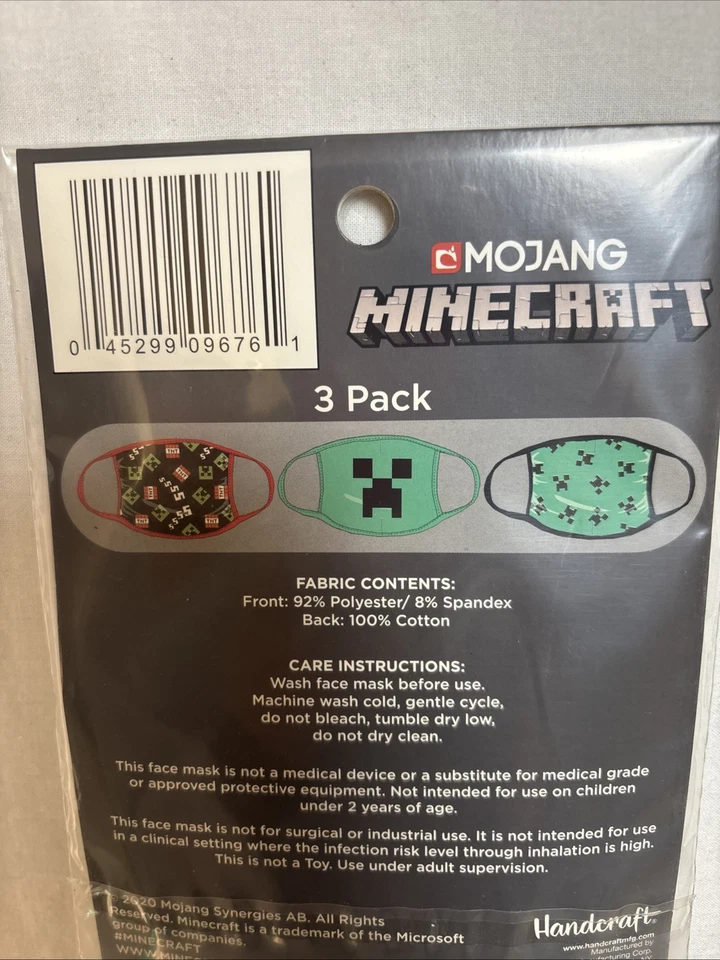 0 45299 09676 1
MOJANG
MINECRAFT
3 Pack
TNT
FABRIC CONTENTS:
Front: 92% Polyester/ 8% Spandex
Back: 100% Cotton
CARE INSTRUCTIONS:
Wash face mask before use.
Machine wash cold, gentle cycle,
do not bleach, tumble dry low,
do not dry clean.
This face mask is not a medical device or a substitute for medical grade
or approved protective equipment. Not intended for use on children
under 2 years of age.
This face mask is not for surgical or industrial use. It is not intended for use
in a clinical setting where the infection risk level through inhalation is high.
This is not a Toy. Use under adult supervision.
© 2020 Mojang Synergies AB. All Rights
Reserved. Minecraft is a trademark of the Microsoft
group of companies.
#MINECRAFT
Handcraft
www.handcraftmfg.com
Manufactured by
Corp.